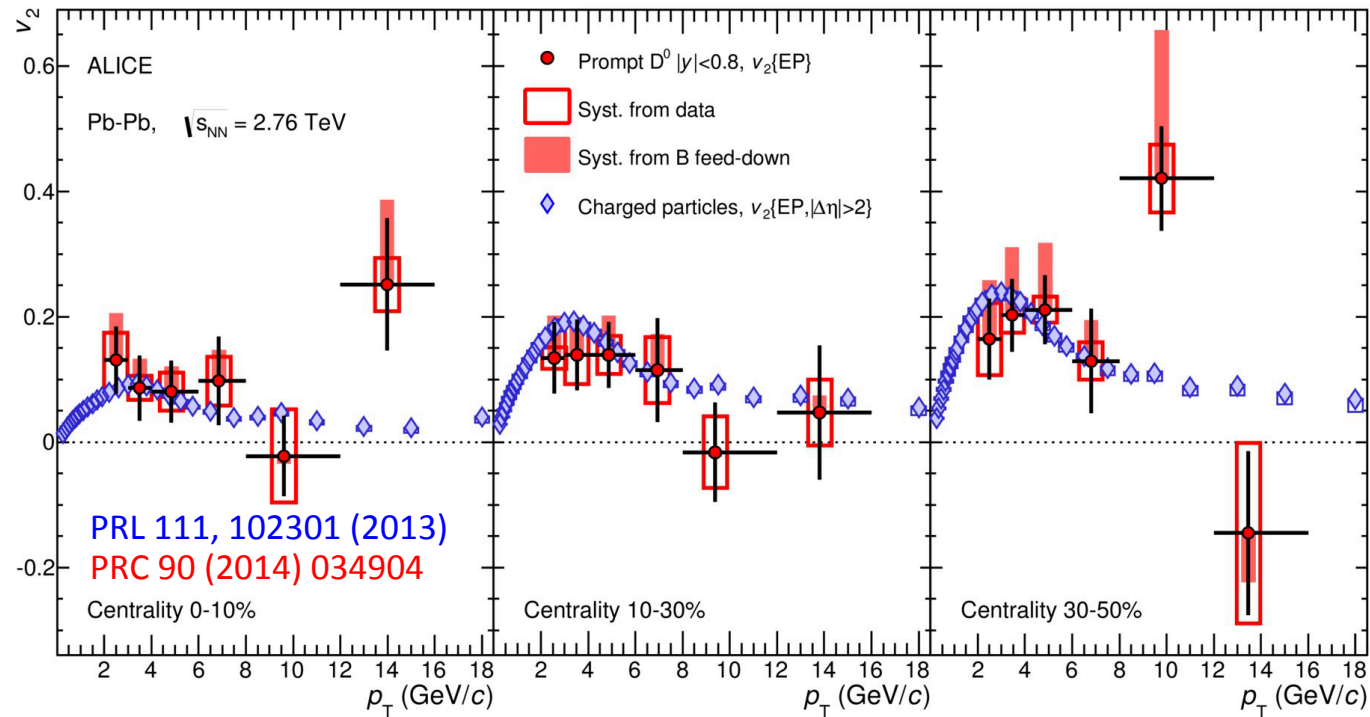 v₂
0.6
0.4
0.2
0
-0.2
ALICE
Pb-Pb, √s_NN = 2.76 TeV
PRL 111, 102301 (2013)
PRC 90 (2014) 034904
Centrality 0-10%
2 4 6 8 10 12 14 16 18
p_T (GeV/c)
Prompt D⁰ |y|<0.8, v₂{EP}
Syst. from data
Syst. from B feed-down
Charged particles, v₂{EP,|Δη|>2}
Centrality 10-30%
2 4 6 8 10 12 14 16 18
p_T (GeV/c)
Centrality 30-50%
2 4 6 8 10 12 14 16 18
p_T (GeV/c)